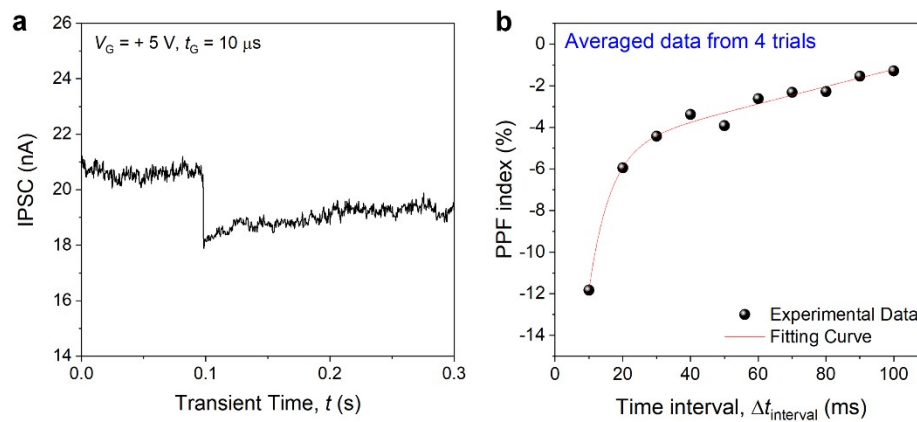 a
V_G = + 5 V, t_G = 10 μs
IPSC (nA)
26
24
22
20
18
16
14
0.0
0.1
0.2
0.3
Transient Time, t (s)
b
Averaged data from 4 trials
PPF index (%)
0
-2
-4
-6
-8
-10
-12
-14
Experimental Data
Fitting Curve
0
20
40
60
80
100
Time interval, Δt_interval (ms)